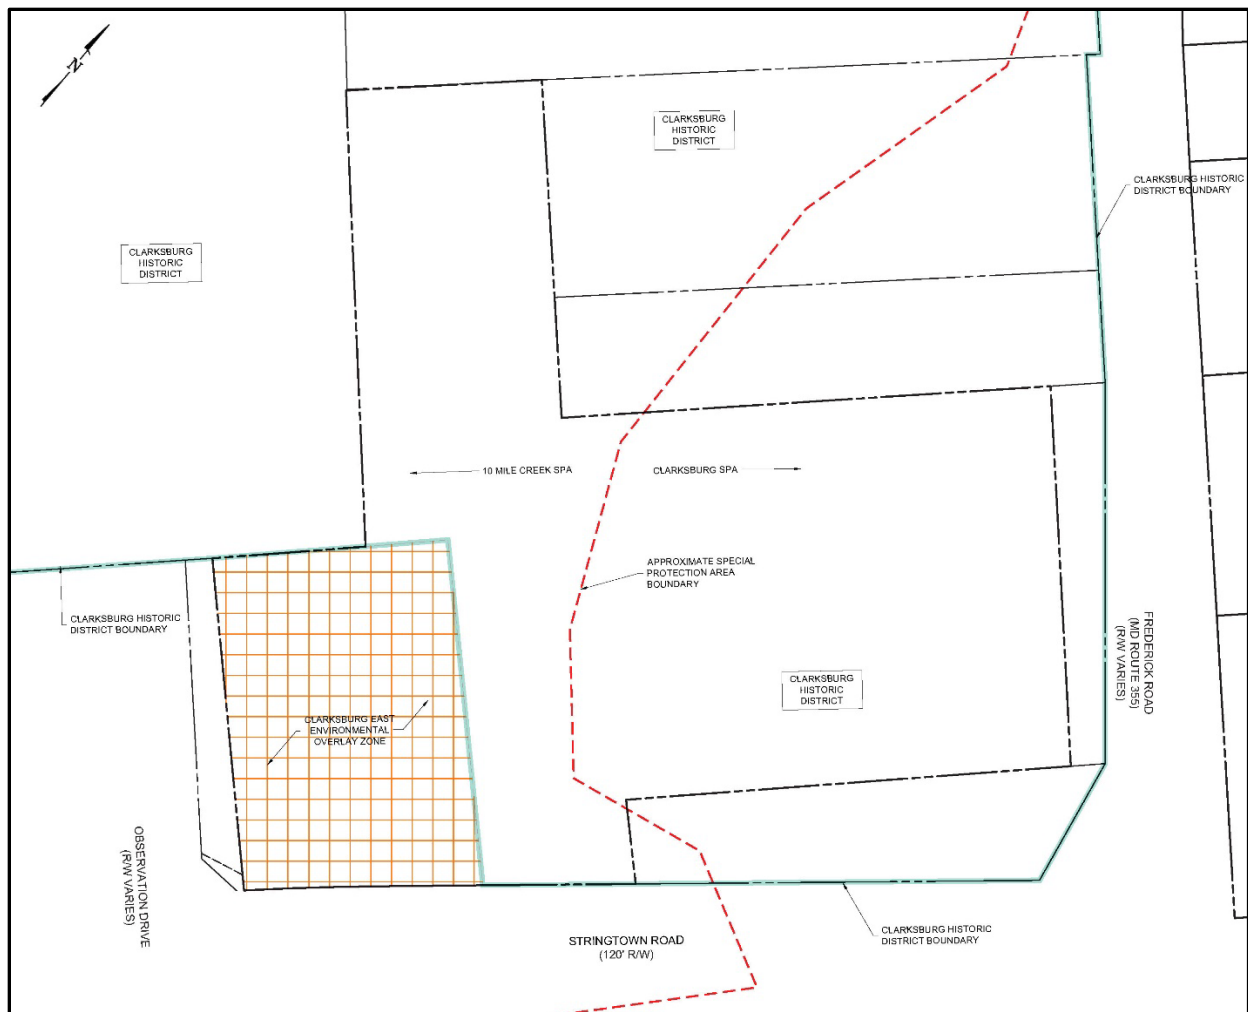 N
CLARKSBURG
HISTORIC
DISTRICT
CLARKSBURG HISTORIC
DISTRICT BOUNDARY
CLARKSBURG
HISTORIC
DISTRICT
10 MILE CREEK SPA
CLARKSBURG SPA
APPROXIMATE SPECIAL
PROTECTION AREA
BOUNDARY
CLARKSBURG HISTORIC
DISTRICT BOUNDARY
FREDERICK ROAD
(MD ROUTE 355)
(R/W VARIES)
CLARKSBURG
HISTORIC
DISTRICT
CLARKSBURG EAST
ENVIRONMENTAL
OVERLAY ZONE
OBSERVATION DRIVE
(R/W VARIES)
STRINGTOWN ROAD
(120' R/W)
CLARKSBURG HISTORIC
DISTRICT BOUNDARY